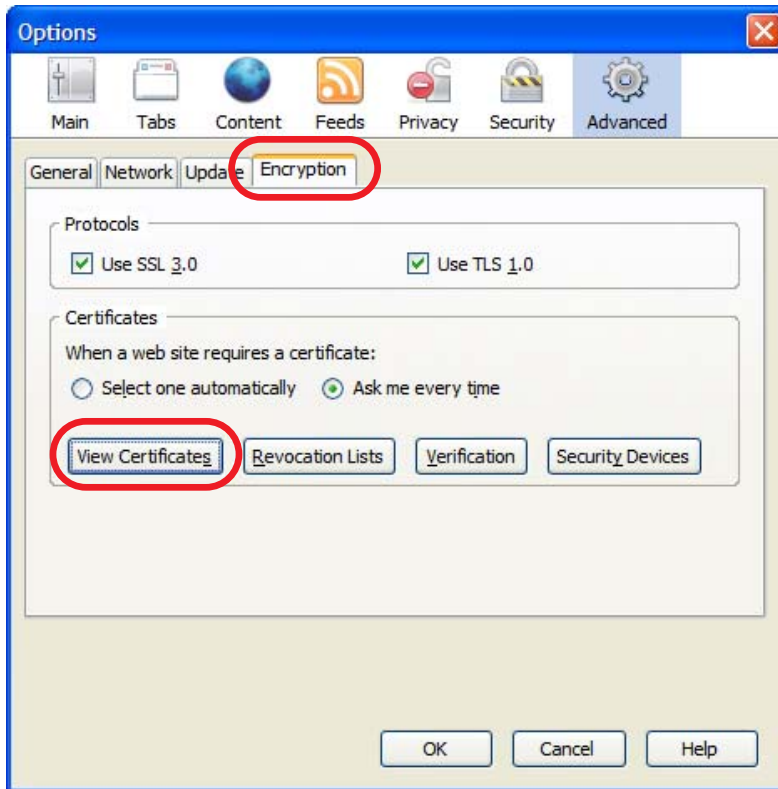 Options
Main Tabs Content Feeds Privacy Security Advanced
General Network Update Encryption
Protocols
Use SSL 3.0 Use TLS 1.0
Certificates
When a web site requires a certificate:
Select one automatically Ask me every time
View Certificates Revocation Lists Verification Security Devices
OK Cancel Help